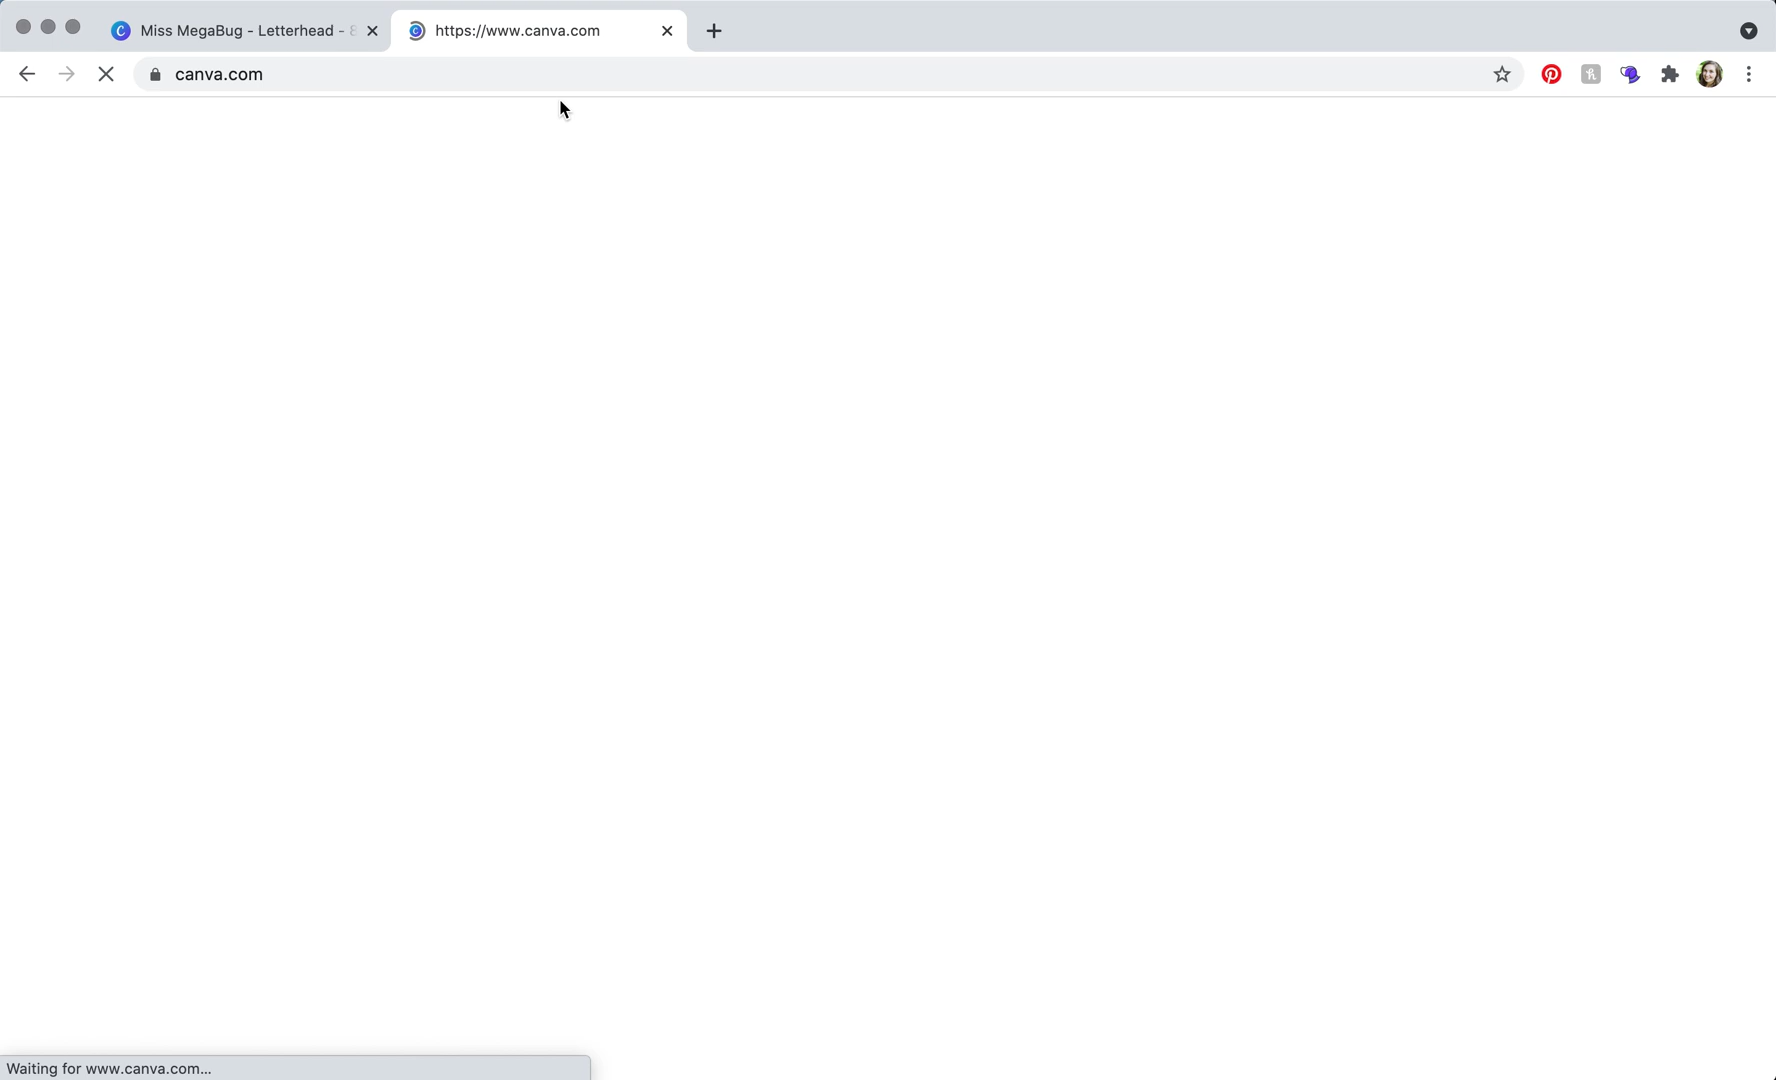 Miss MegaBug - Letterhead -
https://www.canva.com
canva.com
Waiting for www.canva.com...